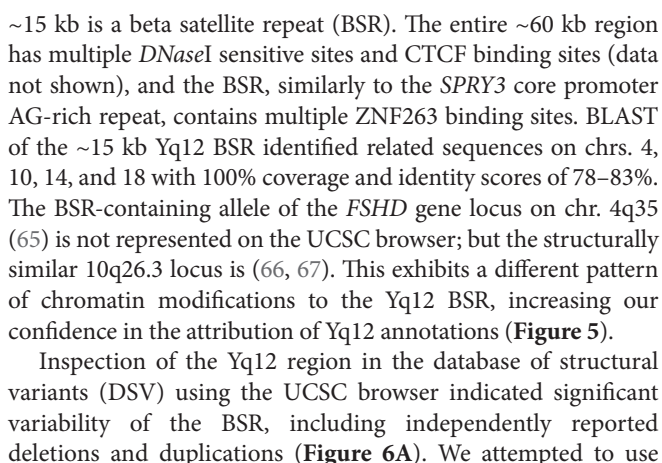 ~15 kb is a beta satellite repeat (BSR). The entire ~60 kb region
has multiple DNaseI sensitive sites and CTCF binding sites (data
not shown), and the BSR, similarly to the SPRY3 core promoter
AG-rich repeat, contains multiple ZNF263 binding sites. BLAST
of the ~15 kb Yq12 BSR identified related sequences on chrs. 4,
10, 14, and 18 with 100% coverage and identity scores of 78–83%.
The BSR-containing allele of the FSHD gene locus on chr. 4q35
(65) is not represented on the UCSC browser; but the structurally
similar 10q26.3 locus is (66, 67). This exhibits a different pattern
of chromatin modifications to the Yq12 BSR, increasing our
confidence in the attribution of Yq12 annotations (Figure 5).
Inspection of the Yq12 region in the database of structural
variants (DSV) using the UCSC browser indicated significant
variability of the BSR, including independently reported
deletions and duplications (Figure 6A). We attempted to use